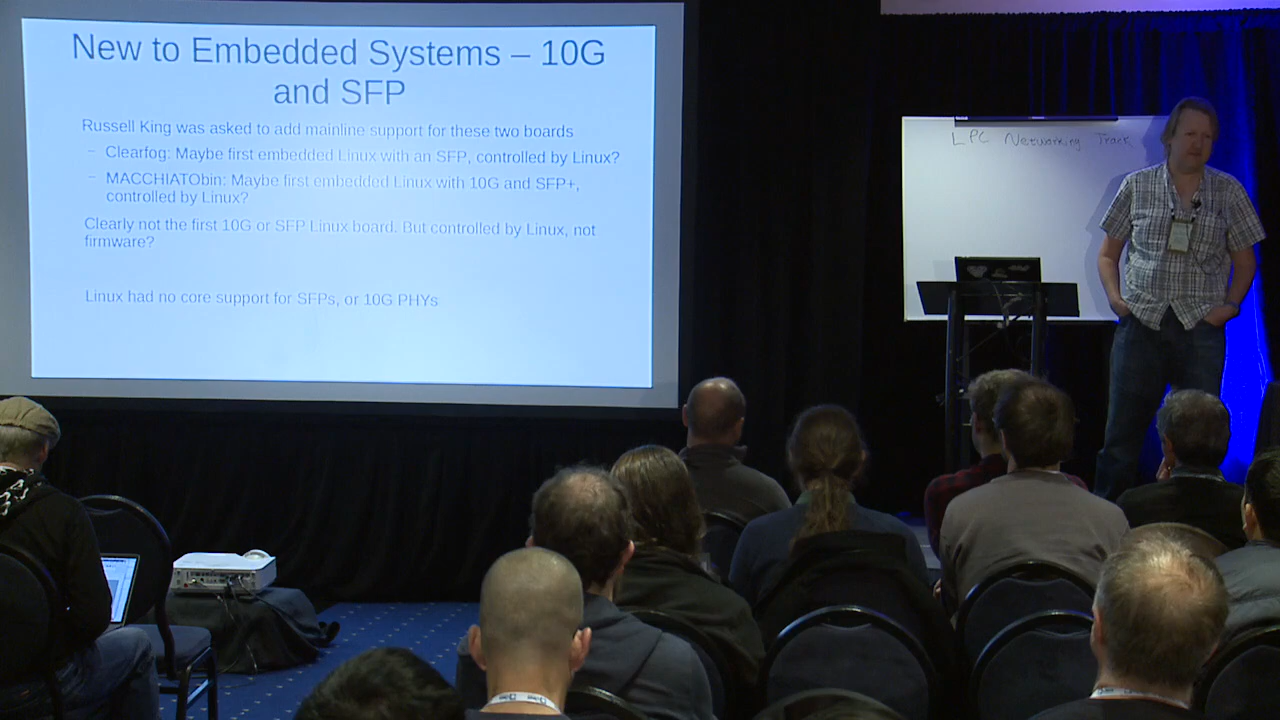 New to Embedded Systems – 10G
and SFP
Russell King was asked to add mainline support for these two boards
– Clearfog: Maybe first embedded Linux with an SFP, controlled by Linux?
– MACCHIATObin: Maybe first embedded Linux with 10G and SFP+,
controlled by Linux?
Clearly not the first 10G or SFP Linux board. But controlled by Linux, not
firmware?
Linux had no core support for SFPs, or 10G PHYs
LPC Networking Track